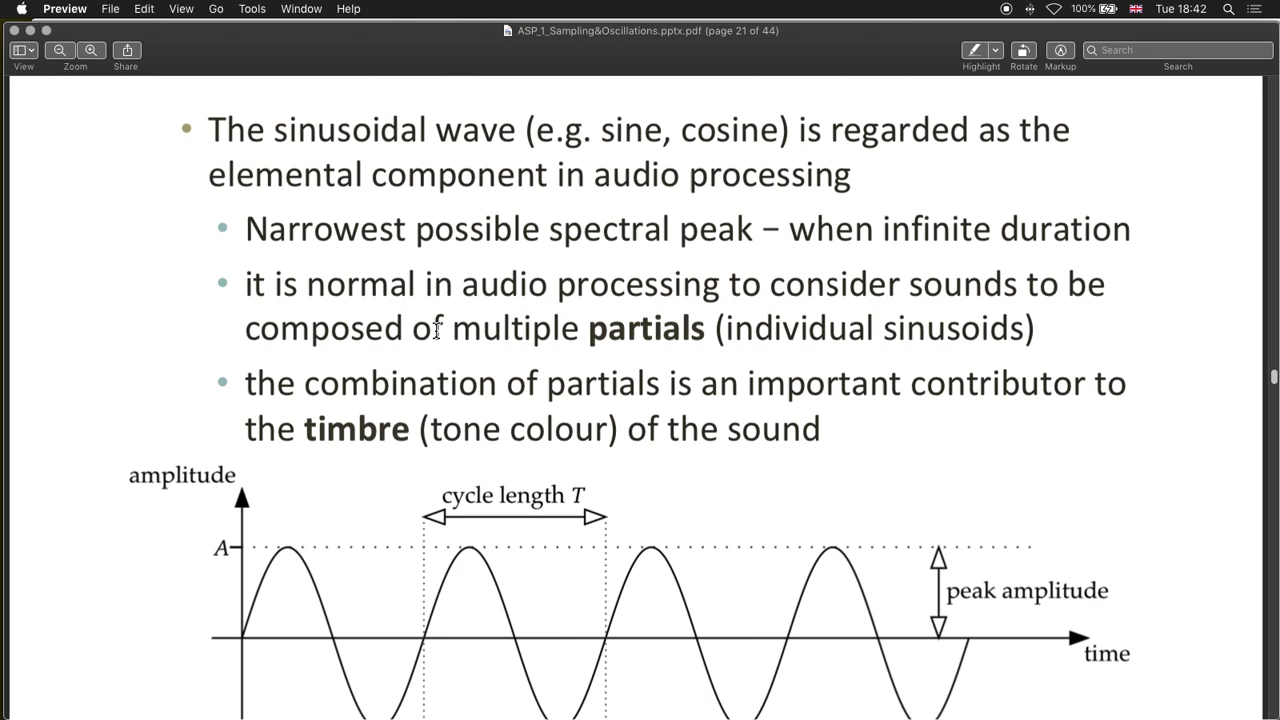 Preview File Edit View Go Tools Window Help 100% Tue 18:42
ASP_1_Sampling&Oscillations.pptx.pdf (page 21 of 44)
Search
View Zoom Share Highlight Rotate Markup Search
• The sinusoidal wave (e.g. sine, cosine) is regarded as the
elemental component in audio processing
• Narrowest possible spectral peak – when infinite duration
• it is normal in audio processing to consider sounds to be
composed of multiple partials (individual sinusoids)
• the combination of partials is an important contributor to
the timbre (tone colour) of the sound
amplitude
cycle length T
A
peak amplitude
time